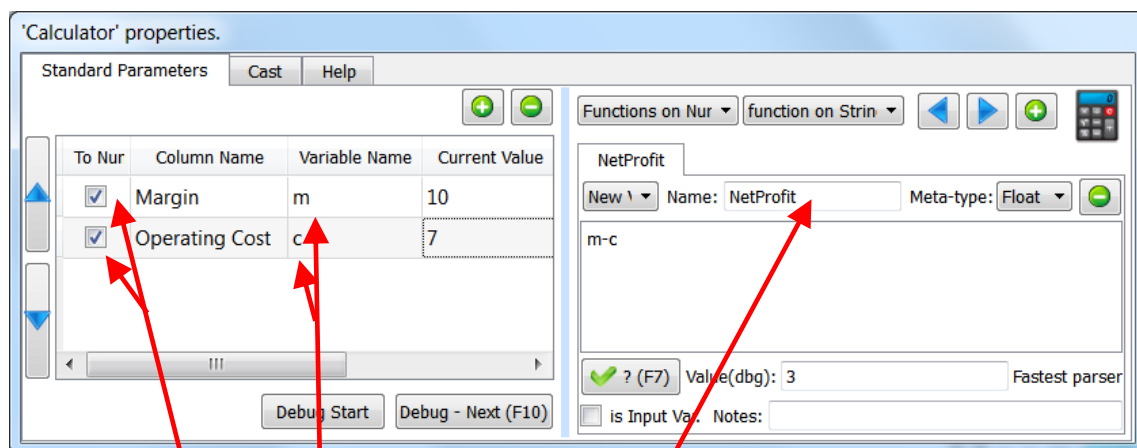 'Calculator' properties.
Standard Parameters Cast Help
To Nur Column Name Variable Name Current Value
Margin m 10
Operating Cost c 7
Debug Start Debug - Next (F10)
Functions on Nur function on Strin
NetProfit
New Name: NetProfit Meta-type: Float
m-c
? (F7) Value(dbg): 3 Fastest parser
is Input Var. Notes: